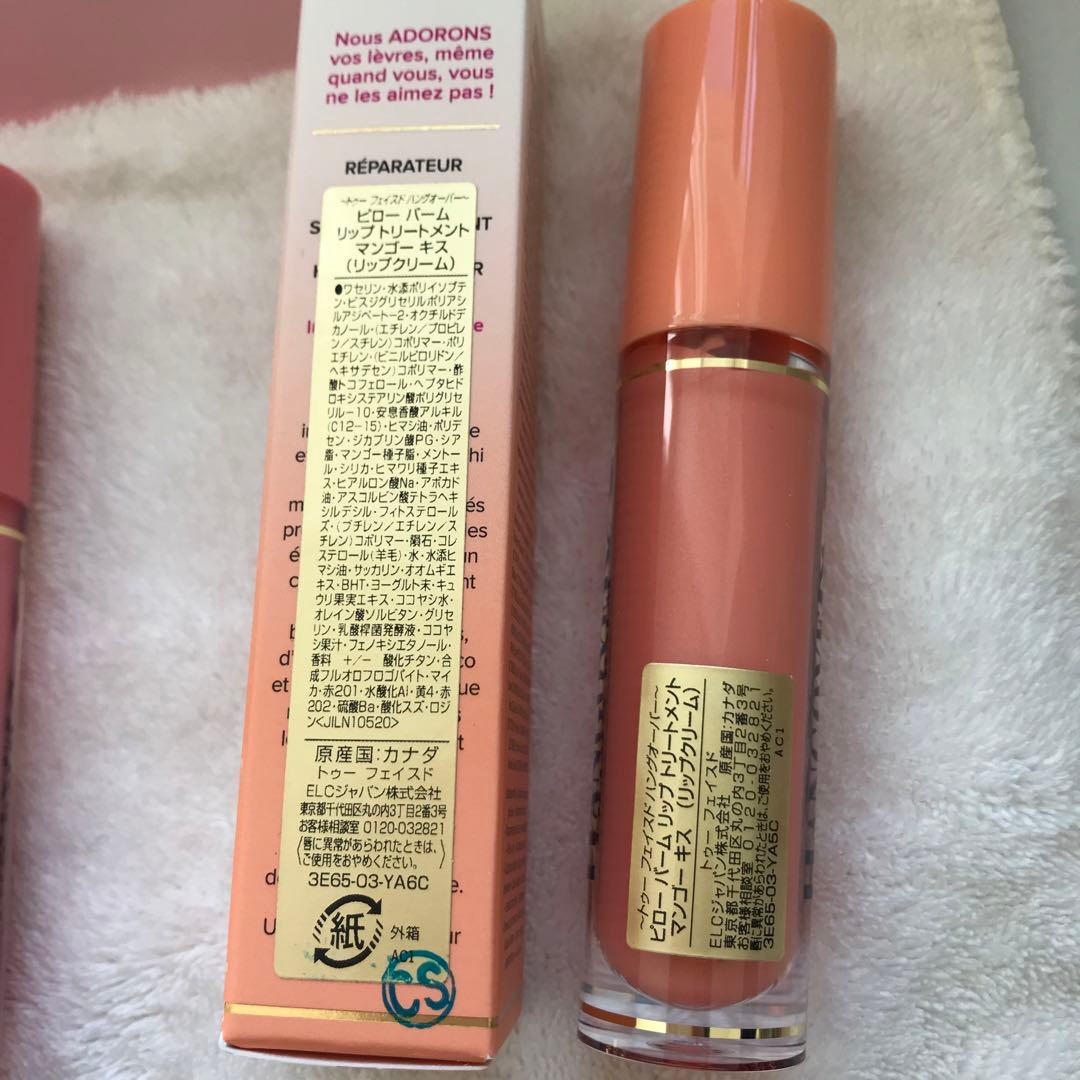 Nous ADORONS
vos lèvres, même
quand vous, vous
ne les aimez pas !
RÉPARATEUR
~トゥー フェイスド ハングオーバー~
ピロー バーム
リップ トリートメント
マンゴー キス
(リップクリーム)
●ワセリン・水添ポリイソブテ
ン・ビスジグリセリルポリアシ
ルアジペート-2・オクチルドデ
カノール・(エチレン/プロピレ
ン/スチレン)コポリマー・ポリ
エチレン・(ビニルピロリドン/
ヘキサデセン)コポリマー・酢
酸トコフェロール・ヘプタヒド
ロキシステアリン酸ポリグリセ
リル-10・安息香酸アルキル
(C12-15)・ヒマシ油・ポリデ
セン・ジカプリン酸PG・シア
脂・マンゴー種子脂・メントー
ル・シリカ・ヒマワリ種子エキ
ス・ヒアルロン酸Na・アボカド
油・アスコルビン酸テトラヘキ
シルデシル・フィトステロール
ズ・(ブチレン/エチレン/ス
チレン)コポリマー・隕石・コレ
ステロール(羊毛)・水・水添ヒ
マシ油・サッカリン・オオムギエ
キス・BHT・ヨーグルト末・キュ
ウリ果実エキス・ココヤシ水・
オレイン酸ソルビタン・グリセ
リン・乳酸桿菌発酵液・ココヤ
シ果汁・フェノキシエタノール・
香料 +/- 酸化チタン・合
成フルオロフロゴパイト・マイ
カ・赤201・水酸化Al・黄4・赤
202・硫酸Ba・酸化スズ・ロジ
ン<JILN10520>
原産国:カナダ
トゥー フェイスド
ELCジャパン株式会社
東京都千代田区丸の内3丁目2番3号
お客様相談室 0120-032821
(唇に異常があらわれたときは、
ご使用をおやめください。)
3E65-03-YA6C
紙 外箱
AC1
CS
~トゥー フェイスド ハングオーバー~
ピロー バーム リップ トリートメント
マンゴー キス (リップクリーム)
トゥー フェイスド
ELCジャパン株式会社 原産国:カナダ
東京都千代田区丸の内3丁目2番3号
お客様相談室 0120-032821
唇に異常があらわれたときは、ご使用をおやめください。
3E65-03-YA5C AC1